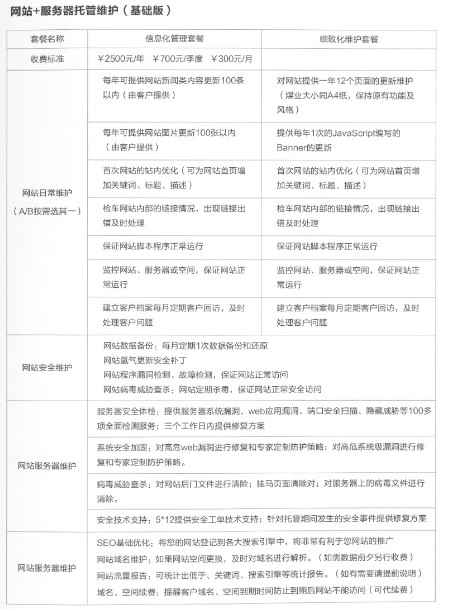 网站+服务器托管维护（基础版）
套餐名称 信息化管理套餐 细致化维护套餐
收费标准 ￥2500元/年 ￥700元/季度 ￥300元/月
每年可提供网站新闻类内容更新100条
以内（由客户提供）
对网站提供一年12个页面的更新维护
（煤业大小同A4纸，保持原有功能及
风格）
每年可提供网站图片更新100张以内
（由客户提供）
提供每年1次的JavaScript编写的
Banner的更新
首次网站的站内优化（可为网站首页增
加关键词、标题、描述）
首次网站的站内优化（可为网站首页增
加关键词、标题、描述）
网站日常维护
（A/B按需选其一）
检车网站内部的链接情况，出现链接出
错及时处理
检车网站内部的链接情况，出现链接出
错及时处理
保证网站脚本程序正常运行
保证网站脚本程序正常运行
监控网站、服务器或空间，保证网站正
常运行
监控网站、服务器或空间，保证网站正
常运行
建立客户档案每月定期客户回访，及时
处理客户问题
建立客户档案每月定期客户回访，及时
处理客户问题
网站安全维护
网站数据备份：每月定期1次数据备份和还原
网站氩气更新安全补丁
网站程序漏洞检测、故障检测，保证网站正常访问
网站病毒威胁查杀：网站定期杀毒，保证网站正常安全访问
网站服务器维护
服务器安全体检：提供服务器系统漏洞、web应用漏洞、端口安全扫描、隐藏威胁等100多
项全面检测服务；三个工作日内提供修复方案
系统安全加固：对高危web漏洞进行修复和专家定制防护策略；对高危系统级漏洞进行修
复和专家定制防护策略。
病毒威胁查杀：对网站后门文件进行清除；挂马页面清除对；对服务器上的病毒文件进行
清除。
安全技术支持：5*12提供安全工单技术支持；针对托管期间发生的安全事件提供修复方案
网站服务器维护
SEO基础优化：将您的网站登记到各大搜索引擎中，将非常有利于您网站的推广
网站域名维护：如果网站空间更换，及时对域名进行解析。（如需数据前夕另行收费）
网站流量报告：可统计出低于、关键词、搜索引擎等统计报告。（如有需要请提前说明）
域名、空间续费：提醒客户域名、空间到期时间防止到期后网站不能访问（可代续费）